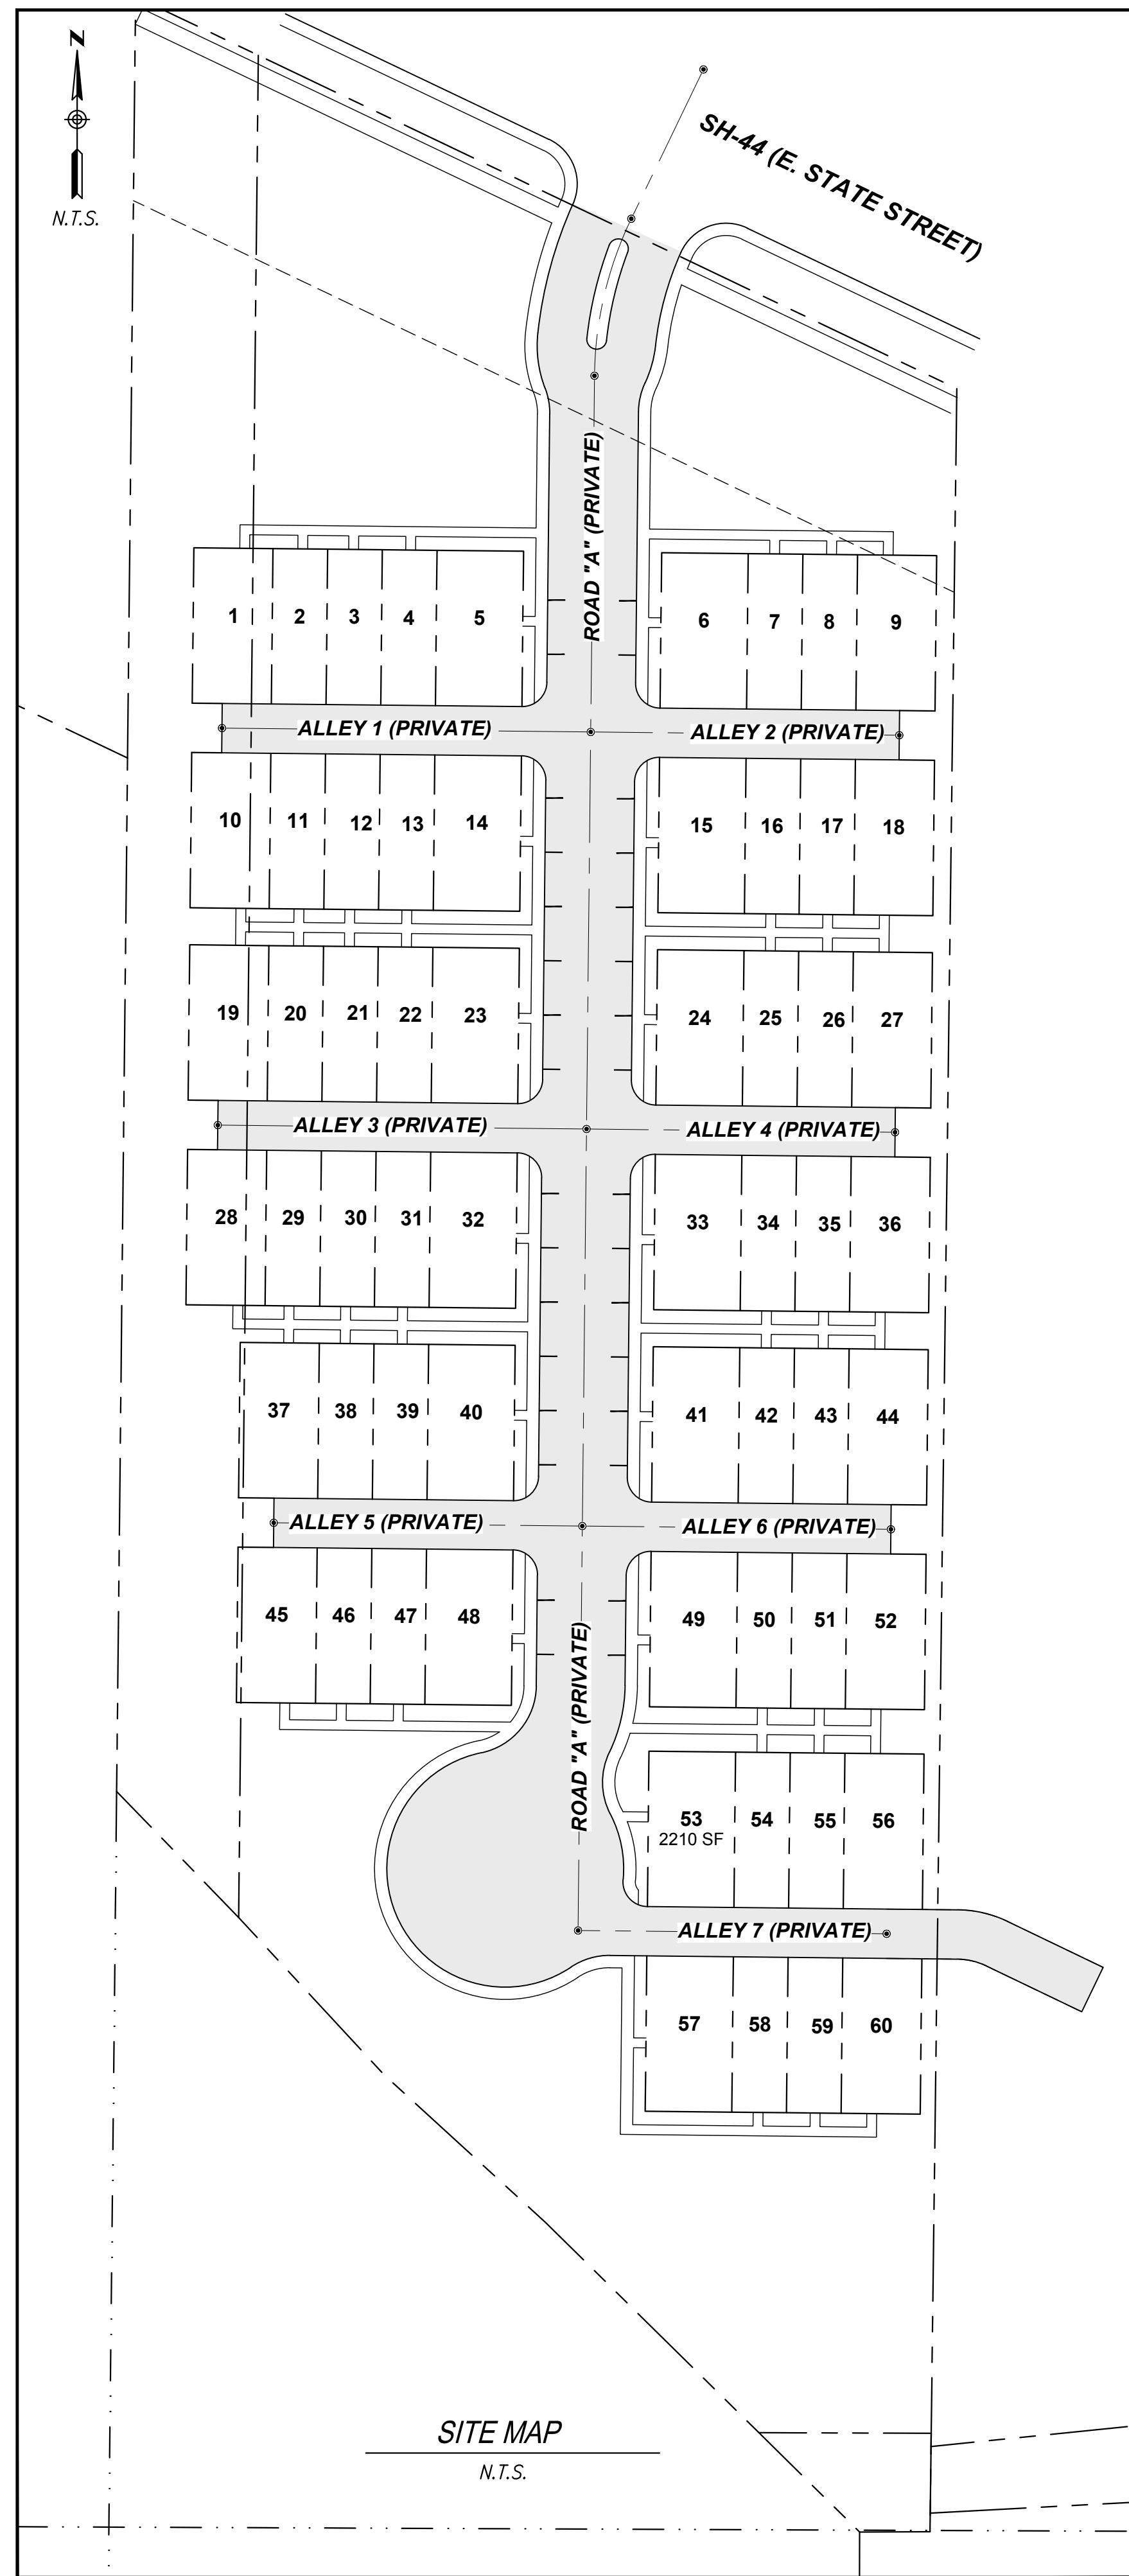 N
N.T.S.
SH-44 (E. STATE STREET)
ROAD "A" (PRIVATE)
1 2 3 4 5 6 7 8 9
ALLEY 1 (PRIVATE) ALLEY 2 (PRIVATE)
10 11 12 13 14 15 16 17 18
19 20 21 22 23 24 25 26 27
ALLEY 3 (PRIVATE) ALLEY 4 (PRIVATE)
28 29 30 31 32 33 34 35 36
37 38 39 40 41 42 43 44
ALLEY 5 (PRIVATE) ALLEY 6 (PRIVATE)
45 46 47 48 49 50 51 52
ROAD "A" (PRIVATE)
53 54 55 56
2210 SF
ALLEY 7 (PRIVATE)
57 58 59 60
SITE MAP
N.T.S.